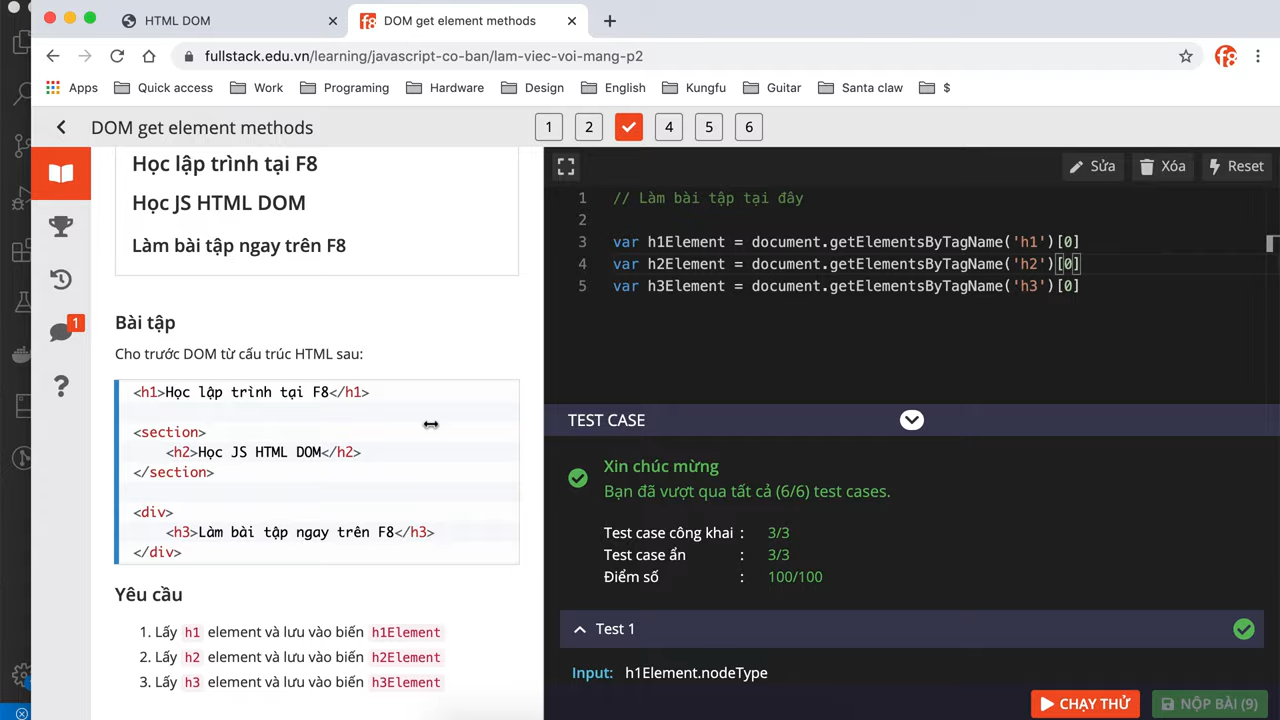 HTML DOM
f8
DOM get element methods
fullstack.edu.vn/learning/javascript-co-ban/lam-viec-voi-mang-p2
f8
Apps
Quick access
Work
Programing
Hardware
Design
English
Kungfu
Guitar
Santa claw
$
DOM get element methods
1
2
4
5
6
Học lập trình tại F8
Học JS HTML DOM
Làm bài tập ngay trên F8
1
?
Bài tập
Cho trước DOM từ cấu trúc HTML sau:
<h1>Học lập trình tại F8</h1>
<section>
<h2>Học JS HTML DOM</h2>
</section>
<div>
<h3>Làm bài tập ngay trên F8</h3>
</div>
Yêu cầu
1. Lấy h1 element và lưu vào biến h1Element
2. Lấy h2 element và lưu vào biến h2Element
3. Lấy h3 element và lưu vào biến h3Element
Sửa
Xóa
Reset
1 // Làm bài tập tại đây
2
3 var h1Element = document.getElementsByTagName('h1')[0]
4 var h2Element = document.getElementsByTagName('h2')[0]
5 var h3Element = document.getElementsByTagName('h3')[0]
TEST CASE
Xin chúc mừng
Bạn đã vượt qua tất cả (6/6) test cases.
Test case công khai : 3/3
Test case ẩn : 3/3
Điểm số : 100/100
Test 1
Input: h1Element.nodeType
CHẠY THỬ
NỘP BÀI (9)